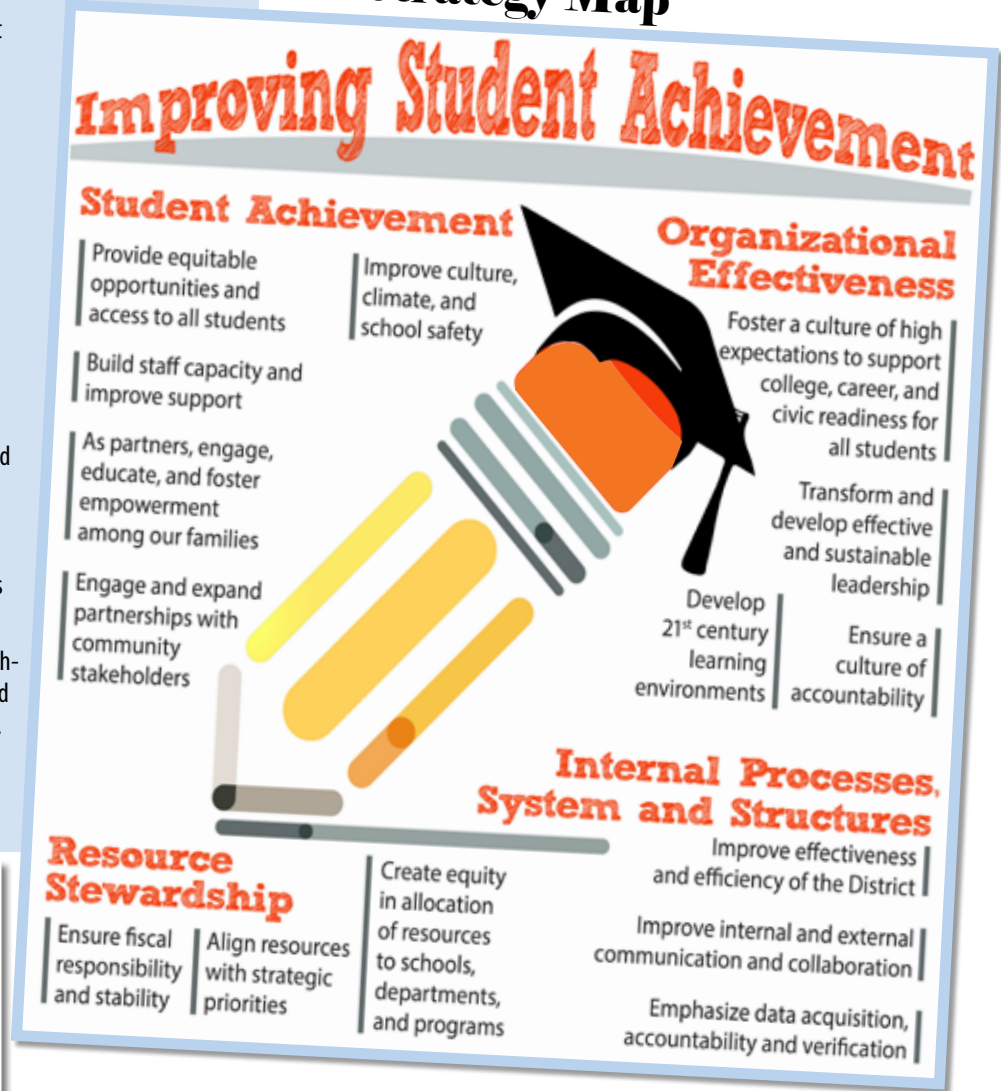 Strategy Map
Improving Student Achievement
Student Achievement
Provide equitable
opportunities and
access to all students
Build staff capacity and
improve support
As partners, engage,
educate, and foster
empowerment
among our families
Engage and expand
partnerships with
community
stakeholders
Improve culture,
climate, and
school safety
Organizational
Effectiveness
Foster a culture of high
expectations to support
college, career, and
civic readiness for
all students
Transform and
develop effective
and sustainable
leadership
Develop
21st century
learning
environments
Ensure a
culture of
accountability
Internal Processes,
System and Structures
Improve effectiveness
and efficiency of the District
Improve internal and external
communication and collaboration
Emphasize data acquisition,
accountability and verification
Resource
Stewardship
Ensure fiscal
responsibility
and stability
Align resources
with strategic
priorities
Create equity
in allocation
of resources
to schools,
departments,
and programs